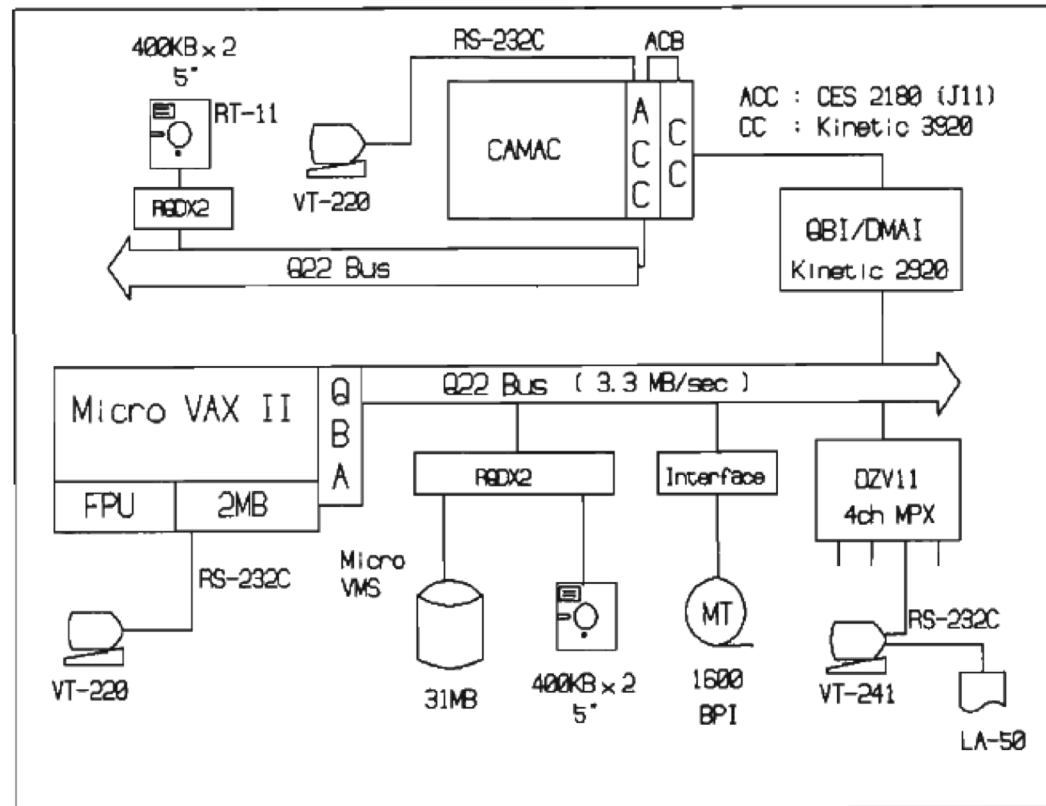 400KB x 2
5"
RT-11
RQDX2
VT-220
RS-232C
ACB
CAMAC
ACC
CC
ACC : CES 2180 (J11)
CC : Kinetic 3920
QBI/DMAI
Kinetic 2920
Q22 Bus
Q22 Bus ( 3.3 MB/sec )
Micro VAX II
QBA
FPU
2MB
RS-232C
VT-220
RQDX2
Micro
VMS
31MB
400KB x 2
5"
Interface
MT
1600
BPI
DZV11
4ch MPX
RS-232C
VT-241
LA-50